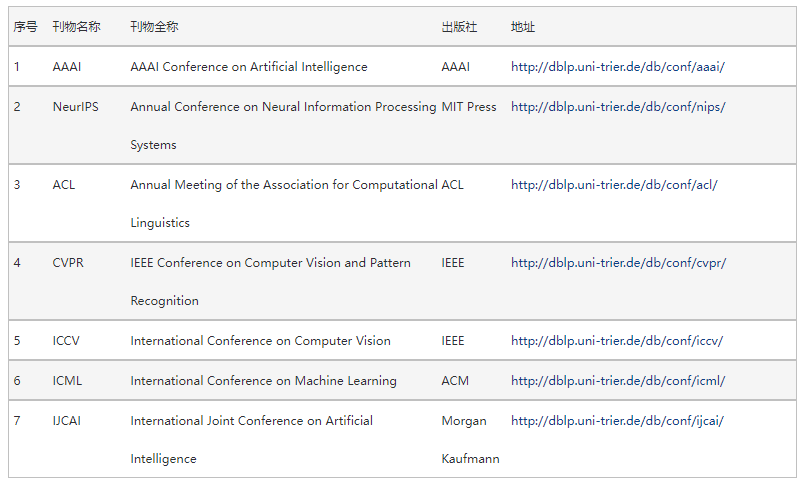 序号 刊物名称 刊物全称 出版社 地址
1 AAAI AAAI Conference on Artificial Intelligence AAAI http://dblp.uni-trier.de/db/conf/aaai/
2 NeurIPS Annual Conference on Neural Information Processing MIT Press http://dblp.uni-trier.de/db/conf/nips/
Systems
3 ACL Annual Meeting of the Association for Computational ACL http://dblp.uni-trier.de/db/conf/acl/
Linguistics
4 CVPR IEEE Conference on Computer Vision and Pattern IEEE http://dblp.uni-trier.de/db/conf/cvpr/
Recognition
5 ICCV International Conference on Computer Vision IEEE http://dblp.uni-trier.de/db/conf/iccv/
6 ICML International Conference on Machine Learning ACM http://dblp.uni-trier.de/db/conf/icml/
7 IJCAI International Joint Conference on Artificial Morgan http://dblp.uni-trier.de/db/conf/ijcai/
Intelligence Kaufmann